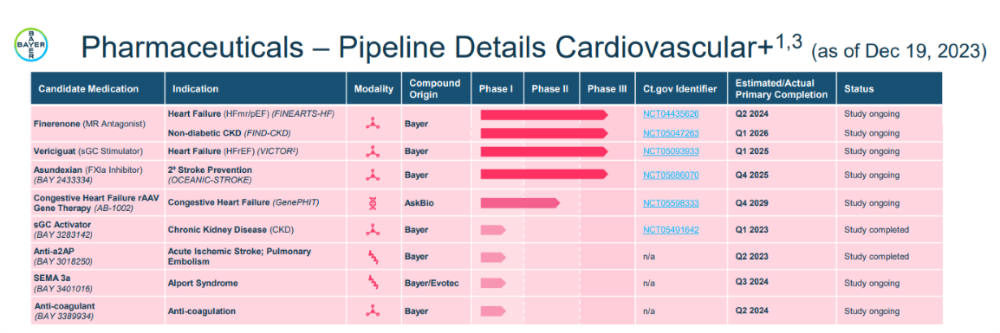 BAYER
BAYER
Pharmaceuticals – Pipeline Details Cardiovascular+1,3 (as of Dec 19, 2023)
Candidate Medication Indication Modality Compound Origin Phase I Phase II Phase III Ct.gov Identifier Estimated/Actual Primary Completion Status
Finerenone (MR Antagonist) Heart Failure (HFmr/pEF) (FINEARTS-HF) Bayer NCT04435626 Q2 2024 Study ongoing
Non-diabetic CKD (FIND-CKD) NCT05047263 Q1 2026 Study ongoing
Vericiguat (sGC Stimulator) Heart Failure (HFrEF) (VICTOR²) Bayer NCT05093933 Q1 2025 Study ongoing
Asundexian (FXIa Inhibitor) (BAY 2433334) 2º Stroke Prevention (OCEANIC-STROKE) Bayer NCT05686070 Q4 2025 Study ongoing
Congestive Heart Failure rAAV Gene Therapy (AB-1002) Congestive Heart Failure (GenePHIT) AskBio NCT05598333 Q4 2029 Study ongoing
sGC Activator (BAY 3283142) Chronic Kidney Disease (CKD) Bayer NCT05491642 Q1 2023 Study completed
Anti-a2AP (BAY 3018250) Acute Ischemic Stroke; Pulmonary Embolism Bayer n/a Q2 2023 Study completed
SEMA 3a (BAY 3401016) Alport Syndrome Bayer/Evotec n/a Q3 2024 Study ongoing
Anti-coagulant (BAY 3389934) Anti-coagulation Bayer n/a Q2 2024 Study ongoing